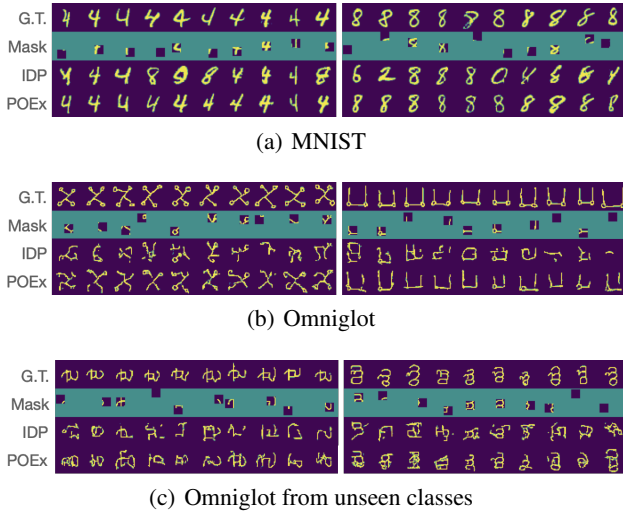 G.T.
Mask
IDP
POEx
(a) MNIST
G.T.
Mask
IDP
POEx
(b) Omniglot
G.T.
Mask
IDP
POEx
(c) Omniglot from unseen classes